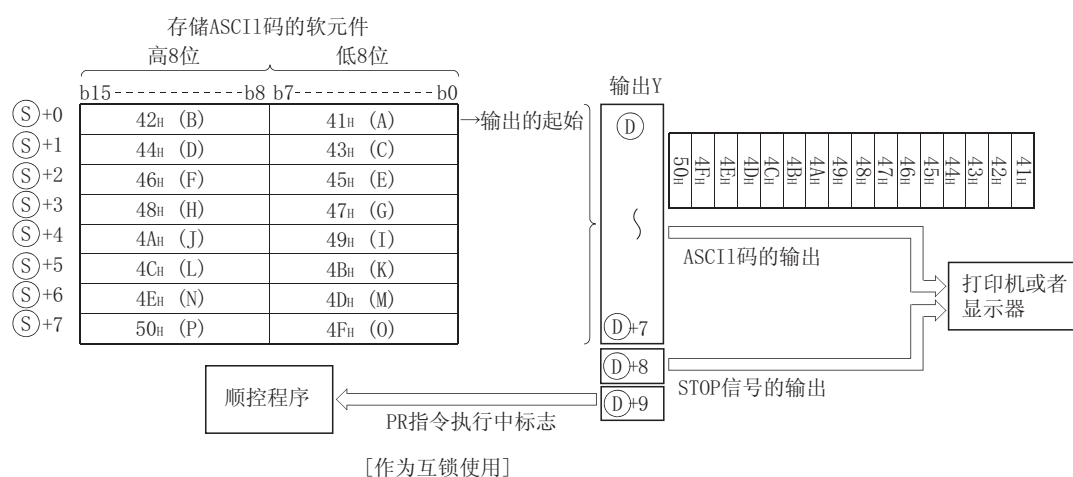 存储ASCI1码的软元件
高8位 低8位
b15------------b8 b7-------------b0
Ⓢ+0 42H (B) 41H (A) →输出的起始
Ⓢ+1 44H (D) 43H (C)
Ⓢ+2 46H (F) 45H (E)
Ⓢ+3 48H (H) 47H (G)
Ⓢ+4 4AH (J) 49H (I)
Ⓢ+5 4CH (L) 4BH (K)
Ⓢ+6 4EH (N) 4DH (M)
Ⓢ+7 50H (P) 4FH (O)
输出Y
Ⓓ
Ⓓ+7
Ⓓ+8
Ⓓ+9
50H 4FH 4EH 4DH 4CH 4BH 4AH 49H 48H 47H 46H 45H 44H 43H 42H 41H
ASCI1码的输出
打印机或者
显示器
STOP信号的输出
顺控程序
PR指令执行中标志
[作为互锁使用]